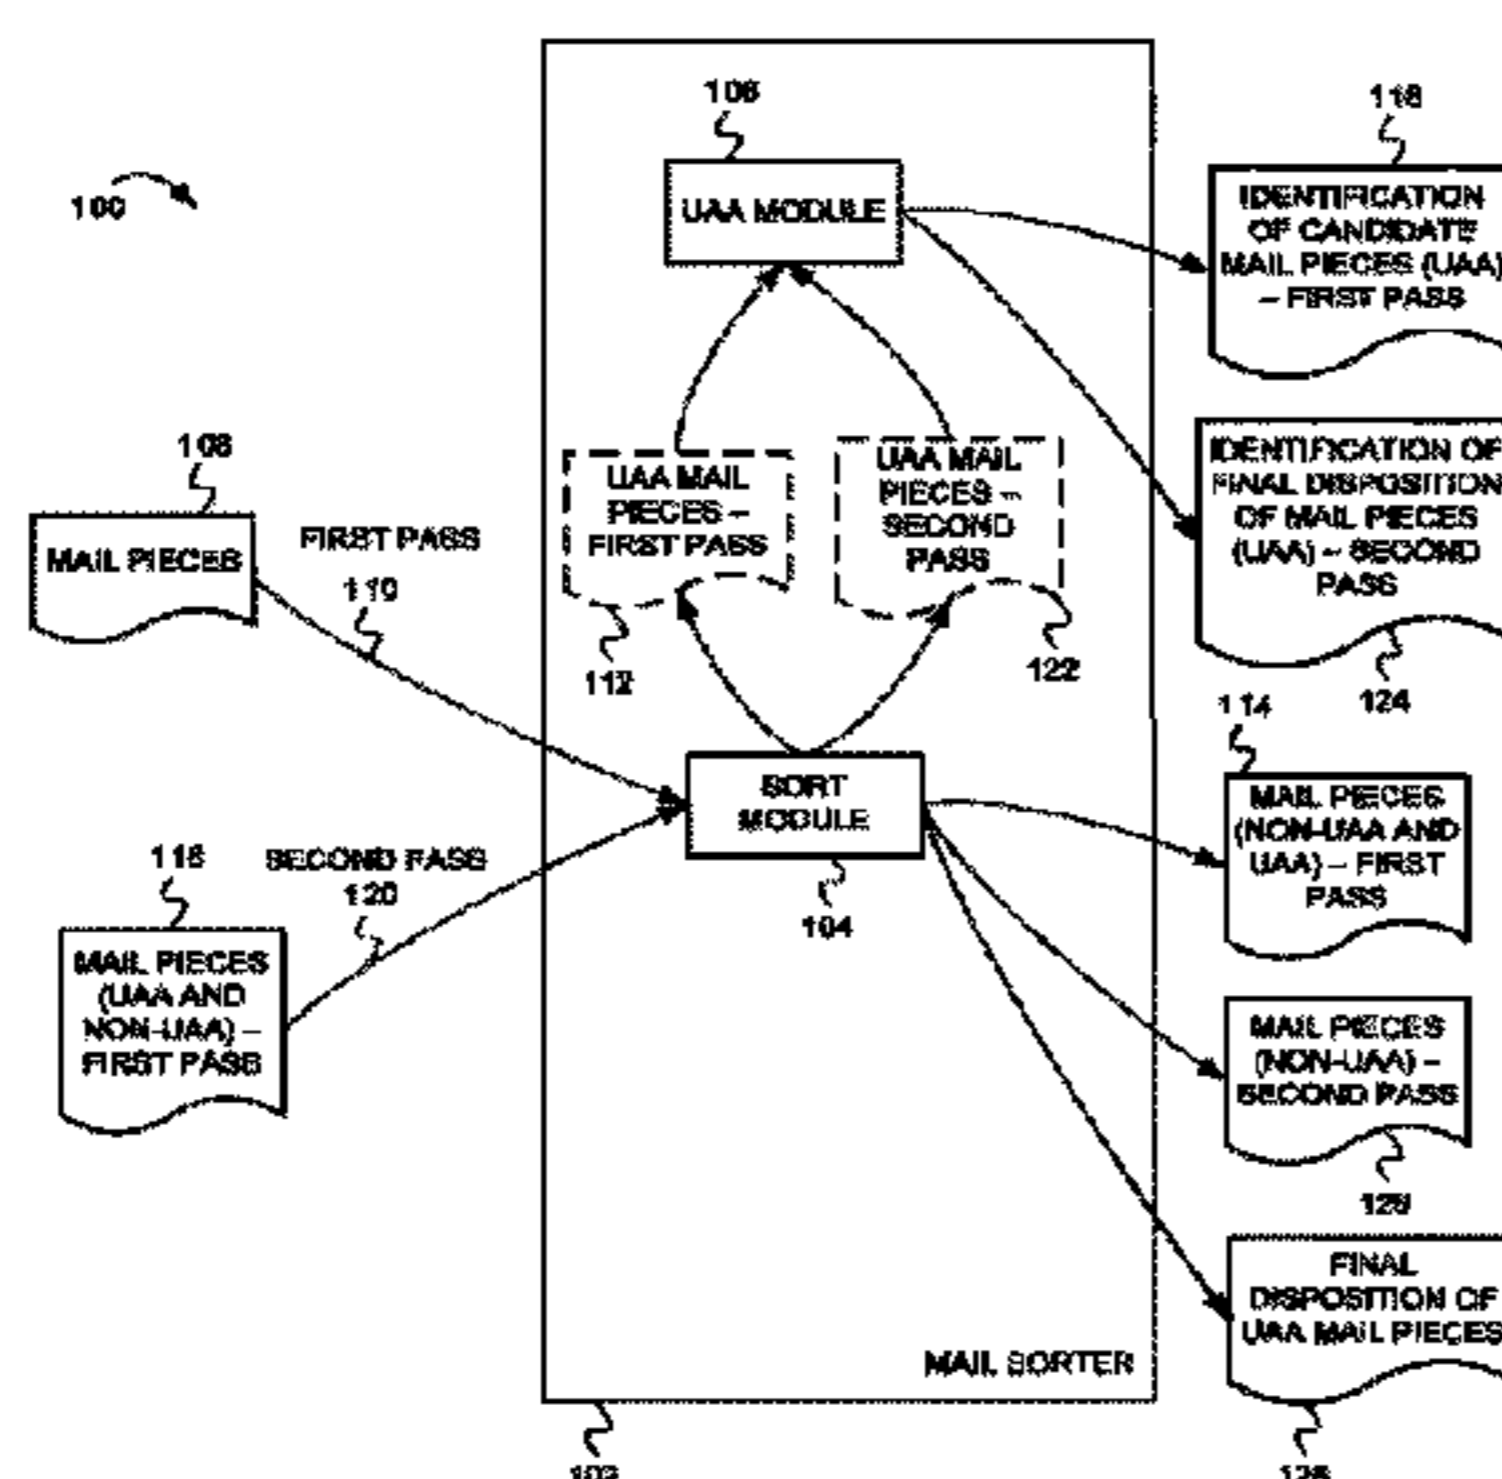 100
106
UAA MODULE
IDENTIFICATION
OF CANDIDATE
MAIL PIECES (UAA)
– FIRST PASS
108
MAIL PIECES
FIRST PASS
110
UAA MAIL
PIECES –
FIRST PASS
112
UAA MAIL
PIECES –
SECOND
PASS
122
IDENTIFICATION OF
FINAL DISPOSITION
OF MAIL PIECES
(UAA) – SECOND
PASS
124
SORT
MODULE
104
114
MAIL PIECES
(NON-UAA AND
UAA) – FIRST
PASS
SECOND PASS
120
MAIL PIECES
(UAA AND
NON-UAA) –
FIRST PASS
MAIL PIECES
(NON-UAA) –
SECOND PASS
FINAL
DISPOSITION OF
UAA MAIL PIECES
MAIL SORTER
102